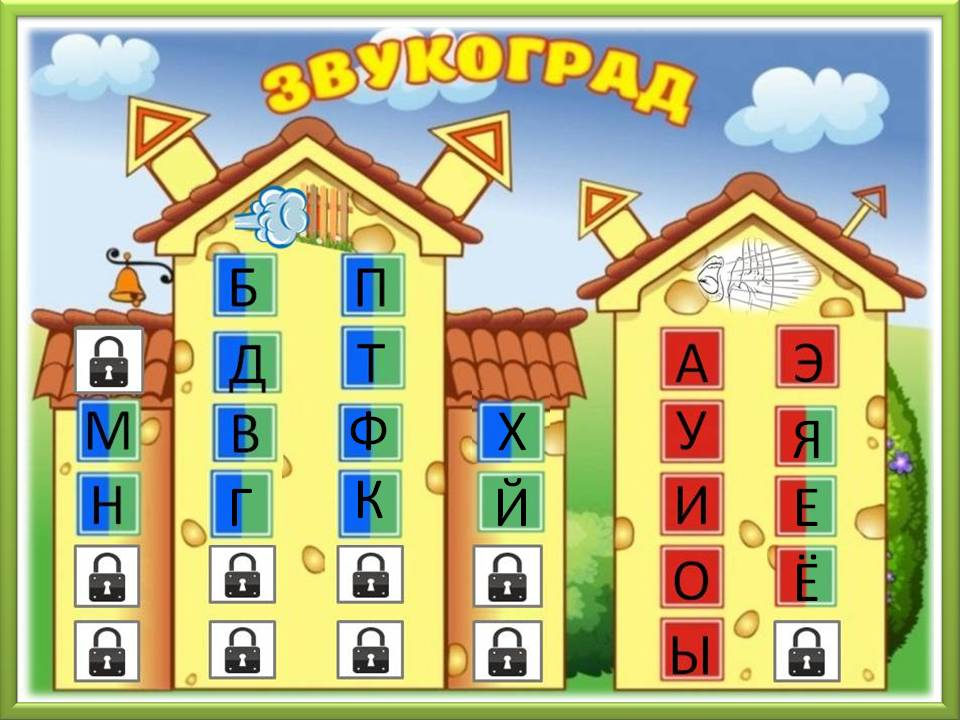 ЗВУКОГРАД
Б П
Д Т А Э
М В Ф Х У Я
Н Г К Й И Е
О Ё
Ы